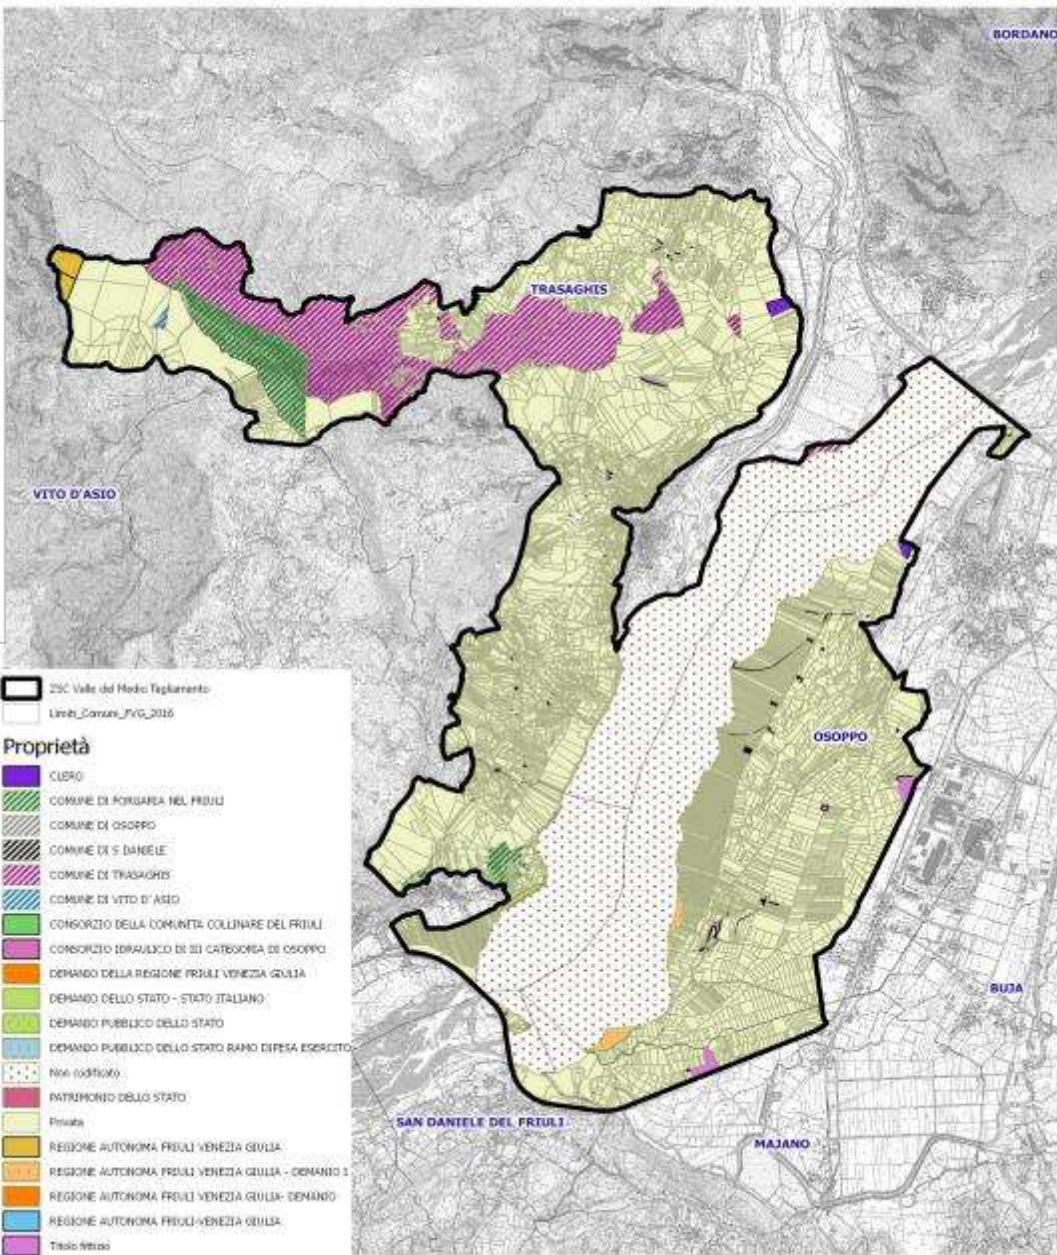 BORDANO
TRASAGHIS
VITO D'ASIO
OSOPPO
BUJA
SAN DANIELE DEL FRIULI
MAJANO
ZSC Valle del Medio Tagliamento
Limiti_Comuni_FVG_2016
Proprietà
CLERO
COMUNE DI FORGARIA NEL FRIULI
COMUNE DI OSOPPO
COMUNE DI S DANIELE
COMUNE DI TRASAGHIS
COMUNE DI VITO D'ASIO
CONSORZIO DELLA COMUNITA COLLINARE DEL FRIULI
CONSORZIO IDRAULICO DI III CATEGORIA DI OSOPPO
DEMANIO DELLA REGIONE FRIULI VENEZIA GIULIA
DEMANIO DELLO STATO - STATO ITALIANO
DEMANIO PUBBLICO DELLO STATO
DEMANIO PUBBLICO DELLO STATO RAMO DIFESA ESERCITO
Non codificato
PATRIMONIO DELLO STATO
Privata
REGIONE AUTONOMA FRIULI VENEZIA GIULIA
REGIONE AUTONOMA FRIULI VENEZIA GIULIA - DEMANIO I
REGIONE AUTONOMA FRIULI VENEZIA GIULIA- DEMANIO
REGIONE AUTONOMA FRIULI-VENEZIA GIULIA
Titolo fittizio